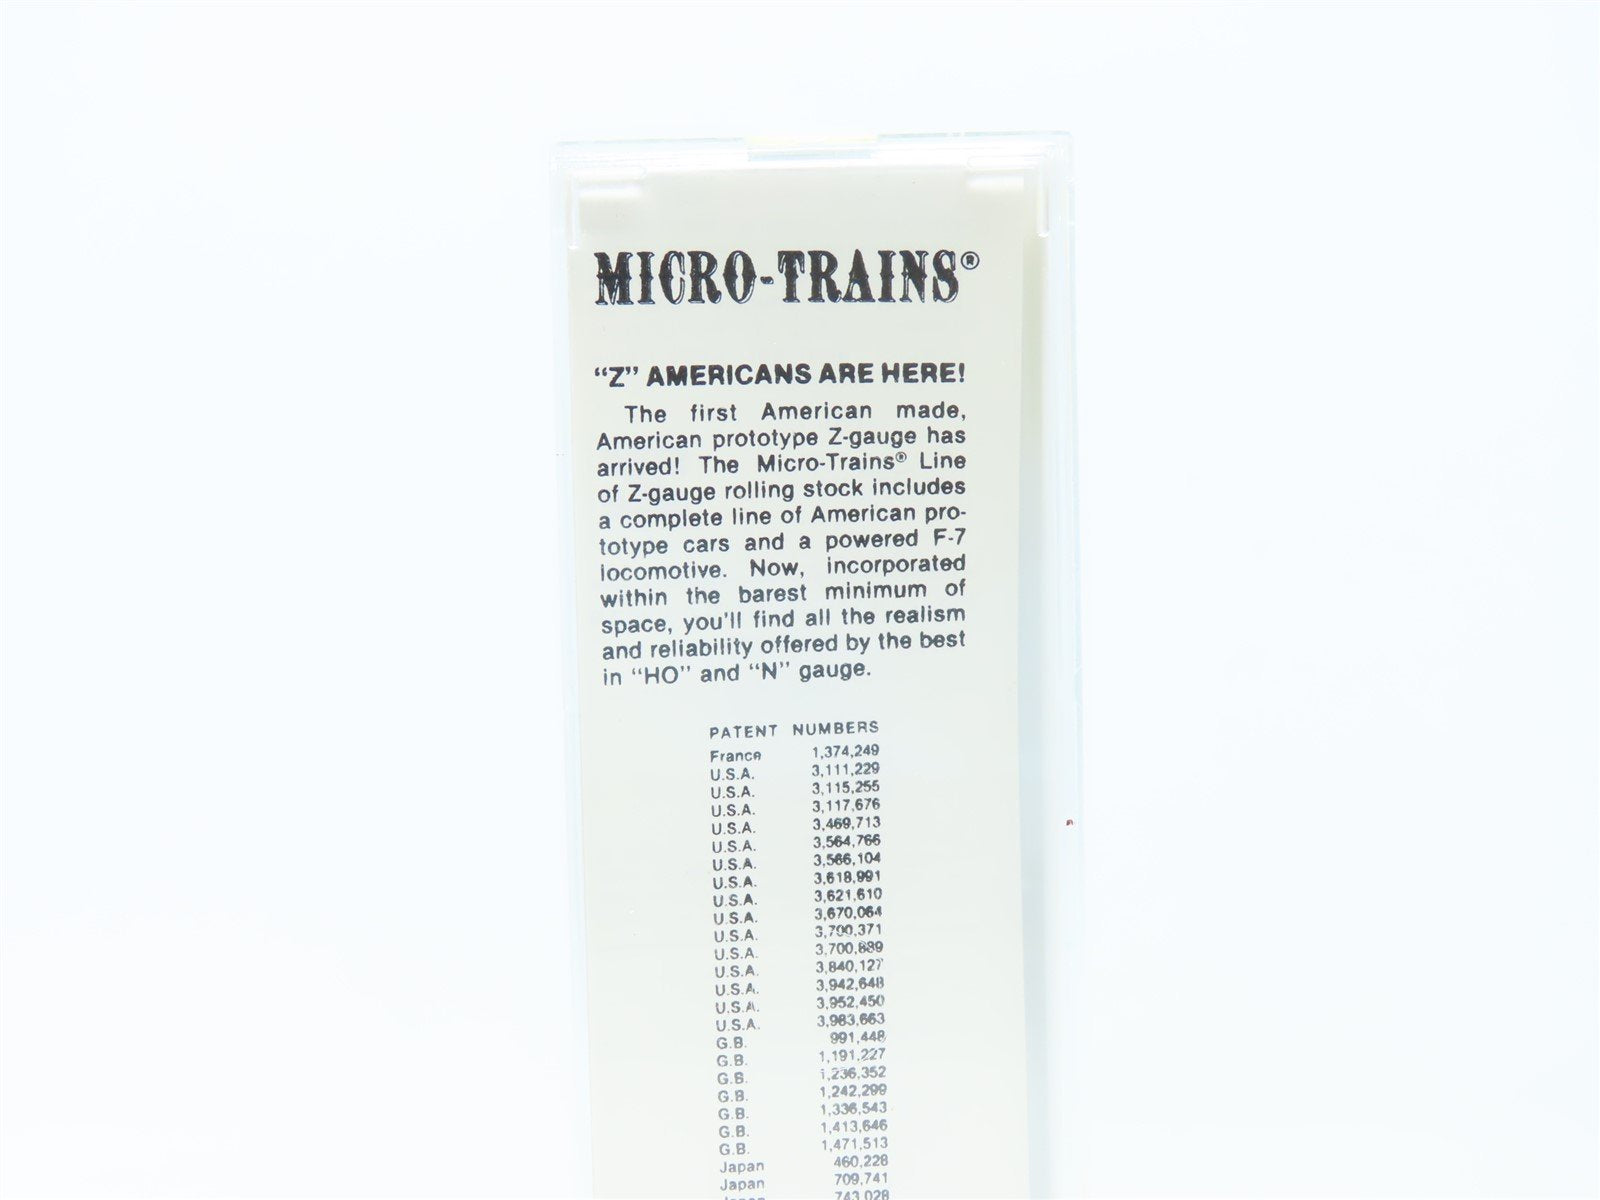 MICRO-TRAINS®
“Z” AMERICANS ARE HERE!
The first American made,
American prototype Z-gauge has
arrived! The Micro-Trains® Line
of Z-gauge rolling stock includes
a complete line of American pro-
totype cars and a powered F-7
locomotive. Now, incorporated
within the barest minimum of
space, you'll find all the realism
and reliability offered by the best
in “HO” and “N” gauge.
PATENT NUMBERS
France 1,374,249
U.S.A. 3,111,229
U.S.A. 3,115,255
U.S.A. 3,117,676
U.S.A. 3,469,713
U.S.A. 3,564,766
U.S.A. 3,566,104
U.S.A. 3,618,991
U.S.A. 3,621,610
U.S.A. 3,670,064
U.S.A. 3,700,371
U.S.A. 3,700,889
U.S.A. 3,840,127
U.S.A. 3,942,648
U.S.A. 3,952,450
U.S.A. 3,983,663
G.B. 991,448
G.B. 1,191,227
G.B. 1,236,352
G.B. 1,242,299
G.B. 1,336,543
G.B. 1,413,646
G.B. 1,471,513
Japan 460,228
Japan 709,741
Japan 743,028